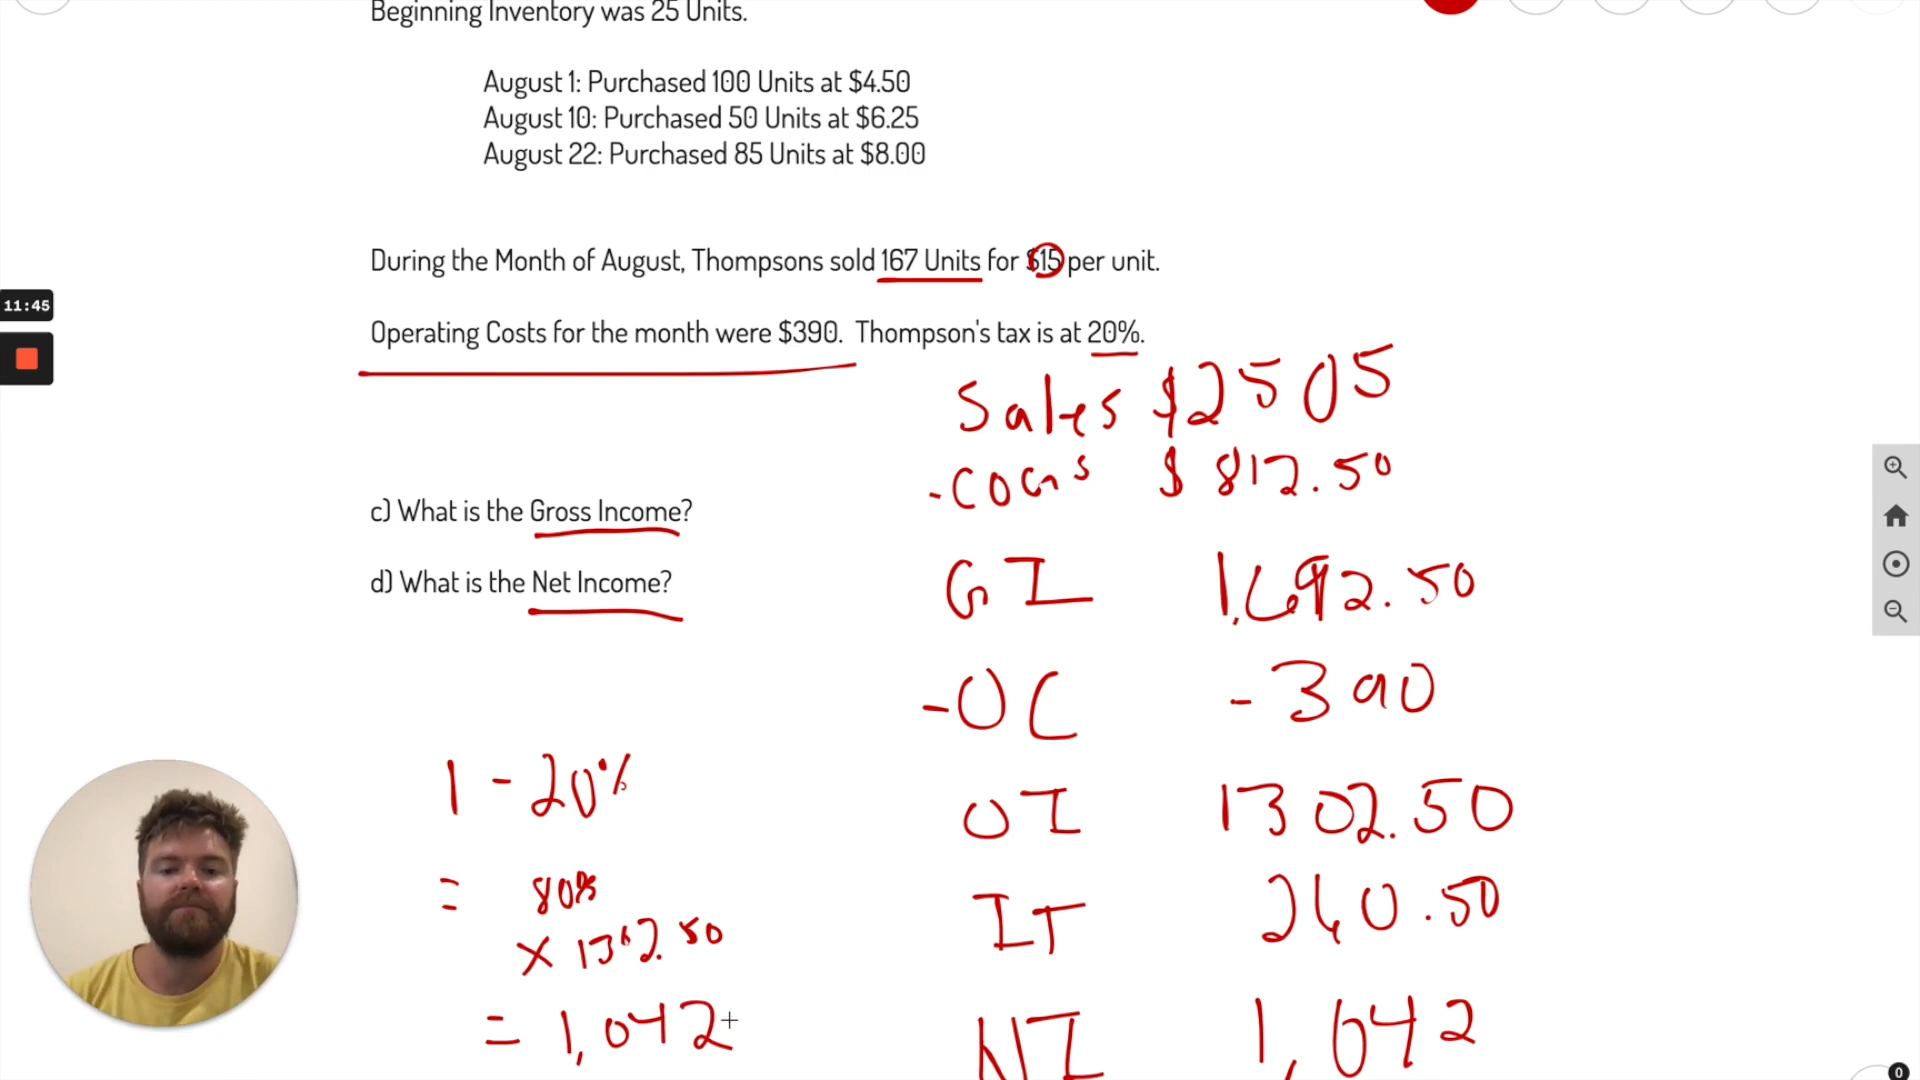 Beginning Inventory was 25 Units.
August 1: Purchased 100 Units at $4.50
August 10: Purchased 50 Units at $6.25
August 22: Purchased 85 Units at $8.00
During the Month of August, Thompsons sold 167 Units for $15 per unit.
11:45
Operating Costs for the month were $390. Thompson's tax is at 20%.
Sales $2505
- COGS $ 812.50
c) What is the Gross Income?
GI 1,692.50
d) What is the Net Income?
- OC - 390
1 - 20%
OI 1302.50
= 80%
IT 260.50
x 1302.50
= 1,042
NI 1,042
0